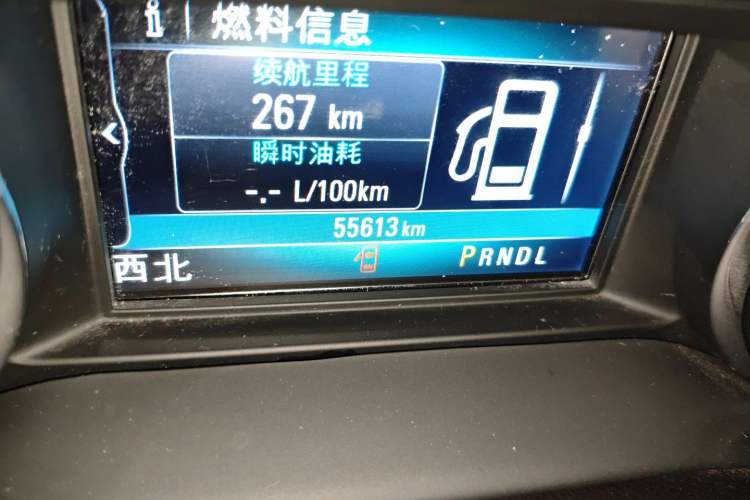 i 燃料信息
续航里程
267 km
瞬时油耗
-.- L/100km
55613 km
西北 PRNDL